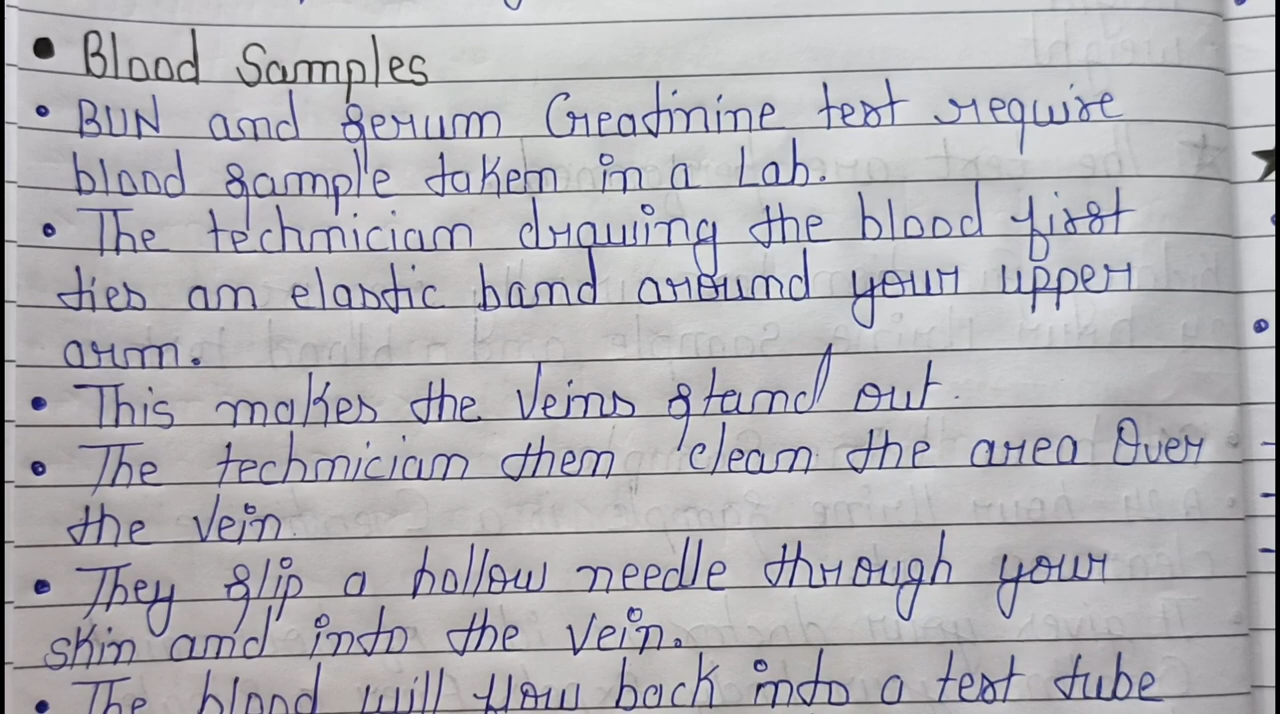 • Blood Samples
• BUN and serum Creatinine test require
blood sample taken in a Lab.
• The technician drawing the blood first
ties an elastic band around your upper
arm.
• This makes the veins stand out.
• The technician then clean the area Over
the vein.
• They slip a hollow needle through your
skin and into the vein.
• The blood will flow back into a test tube